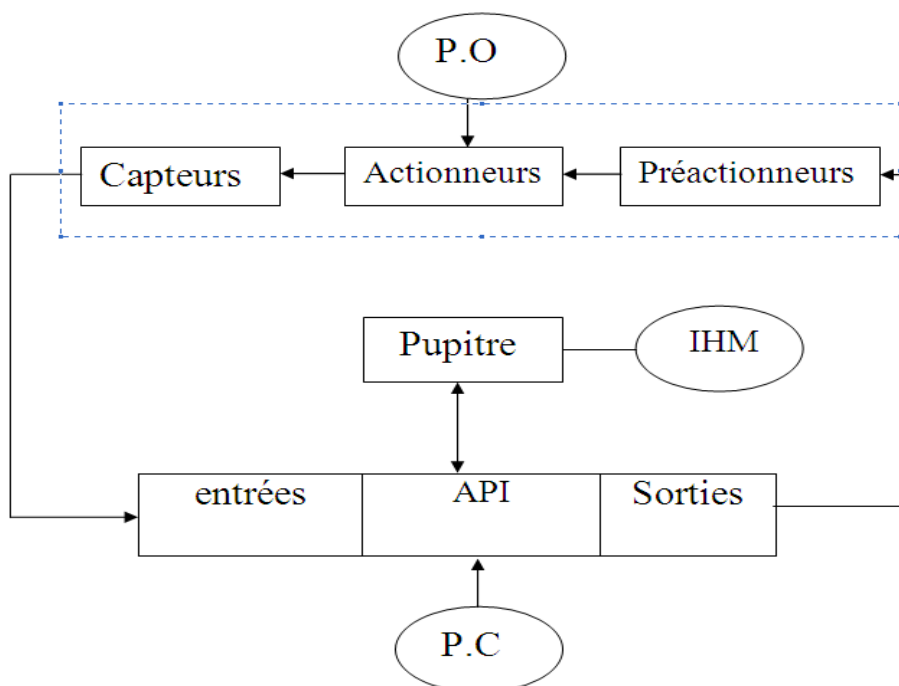 P.O
Capteurs
Actionneurs
Préactionneurs
Pupitre
IHM
entrées
API
Sorties
P.C